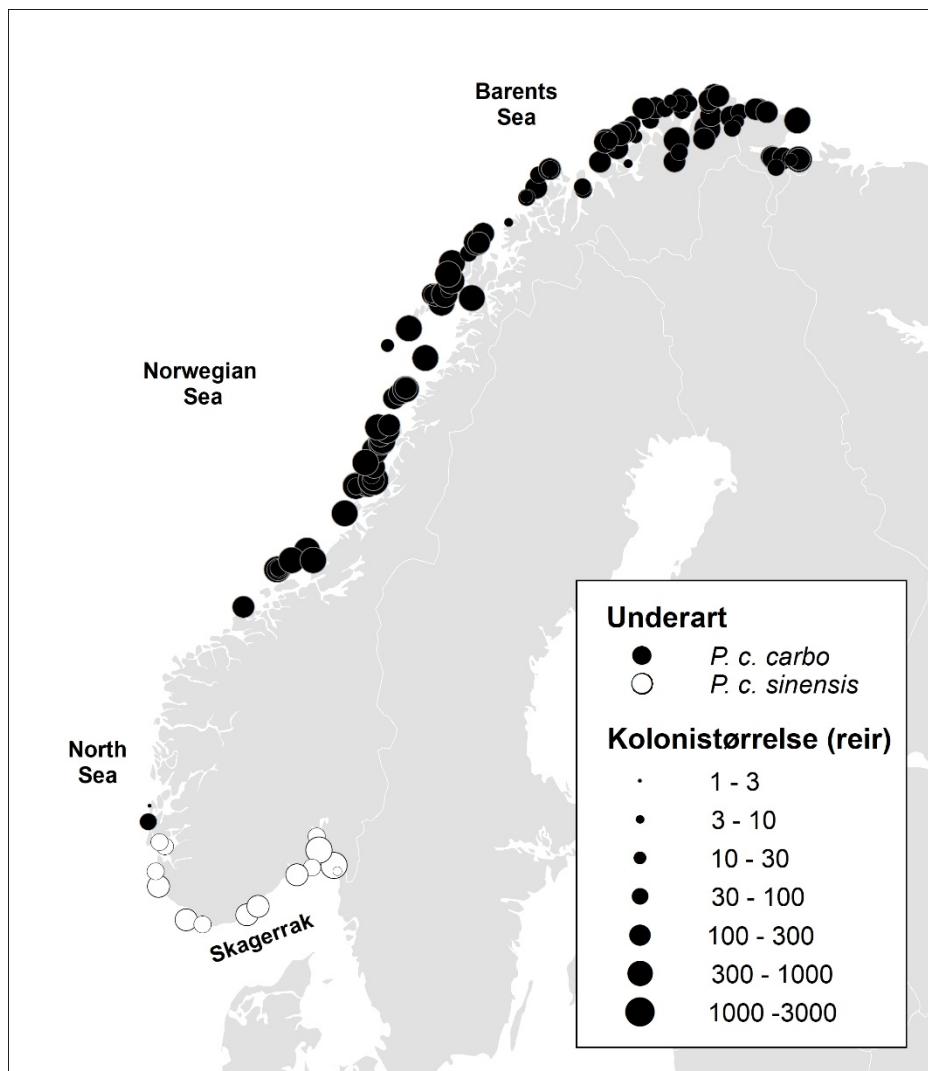 Barents
Sea
Norwegian
Sea
North
Sea
Skagerrak
Underart
P. c. carbo
P. c. sinensis
Kolonistørrelse (reir)
1 - 3
3 - 10
10 - 30
30 - 100
100 - 300
300 - 1000
1000 -3000